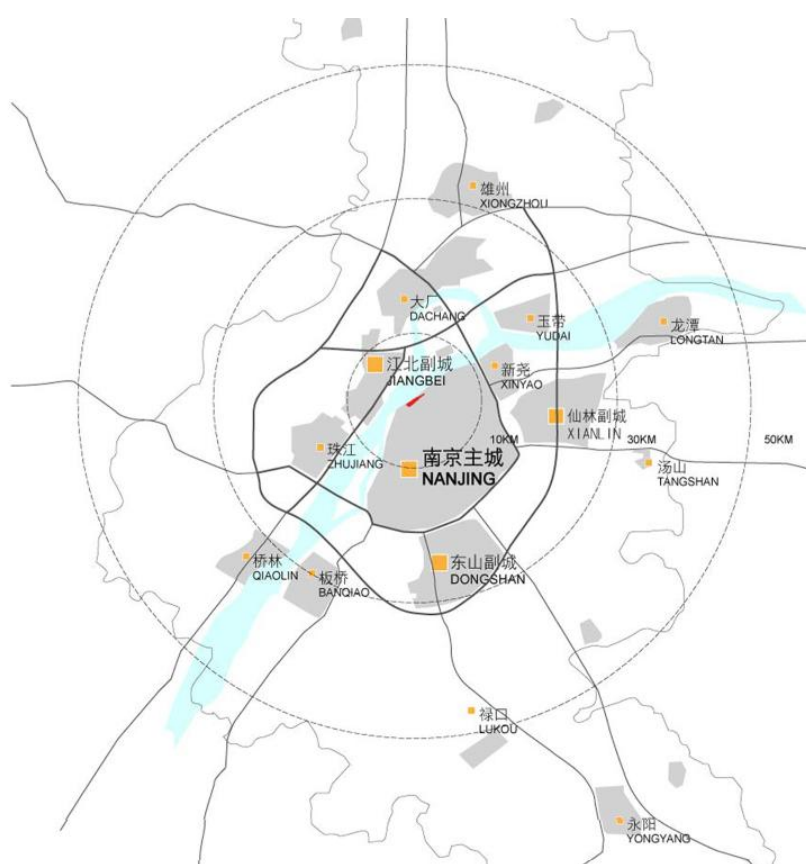 雄州
XIONGZHOU
大厂
DACHANG
玉带
YUDAI
龙潭
LONGTAN
江北副城
JIANGBEI
新尧
XINYAO
仙林副城
XIANLIN
10KM
30KM
50KM
珠江
ZHUJIANG
南京主城
NANJING
汤山
TANGSHAN
桥林
QIAOLIN
板桥
BANQIAO
东山副城
DONGSHAN
禄口
LUKOU
永阳
YONGYANG